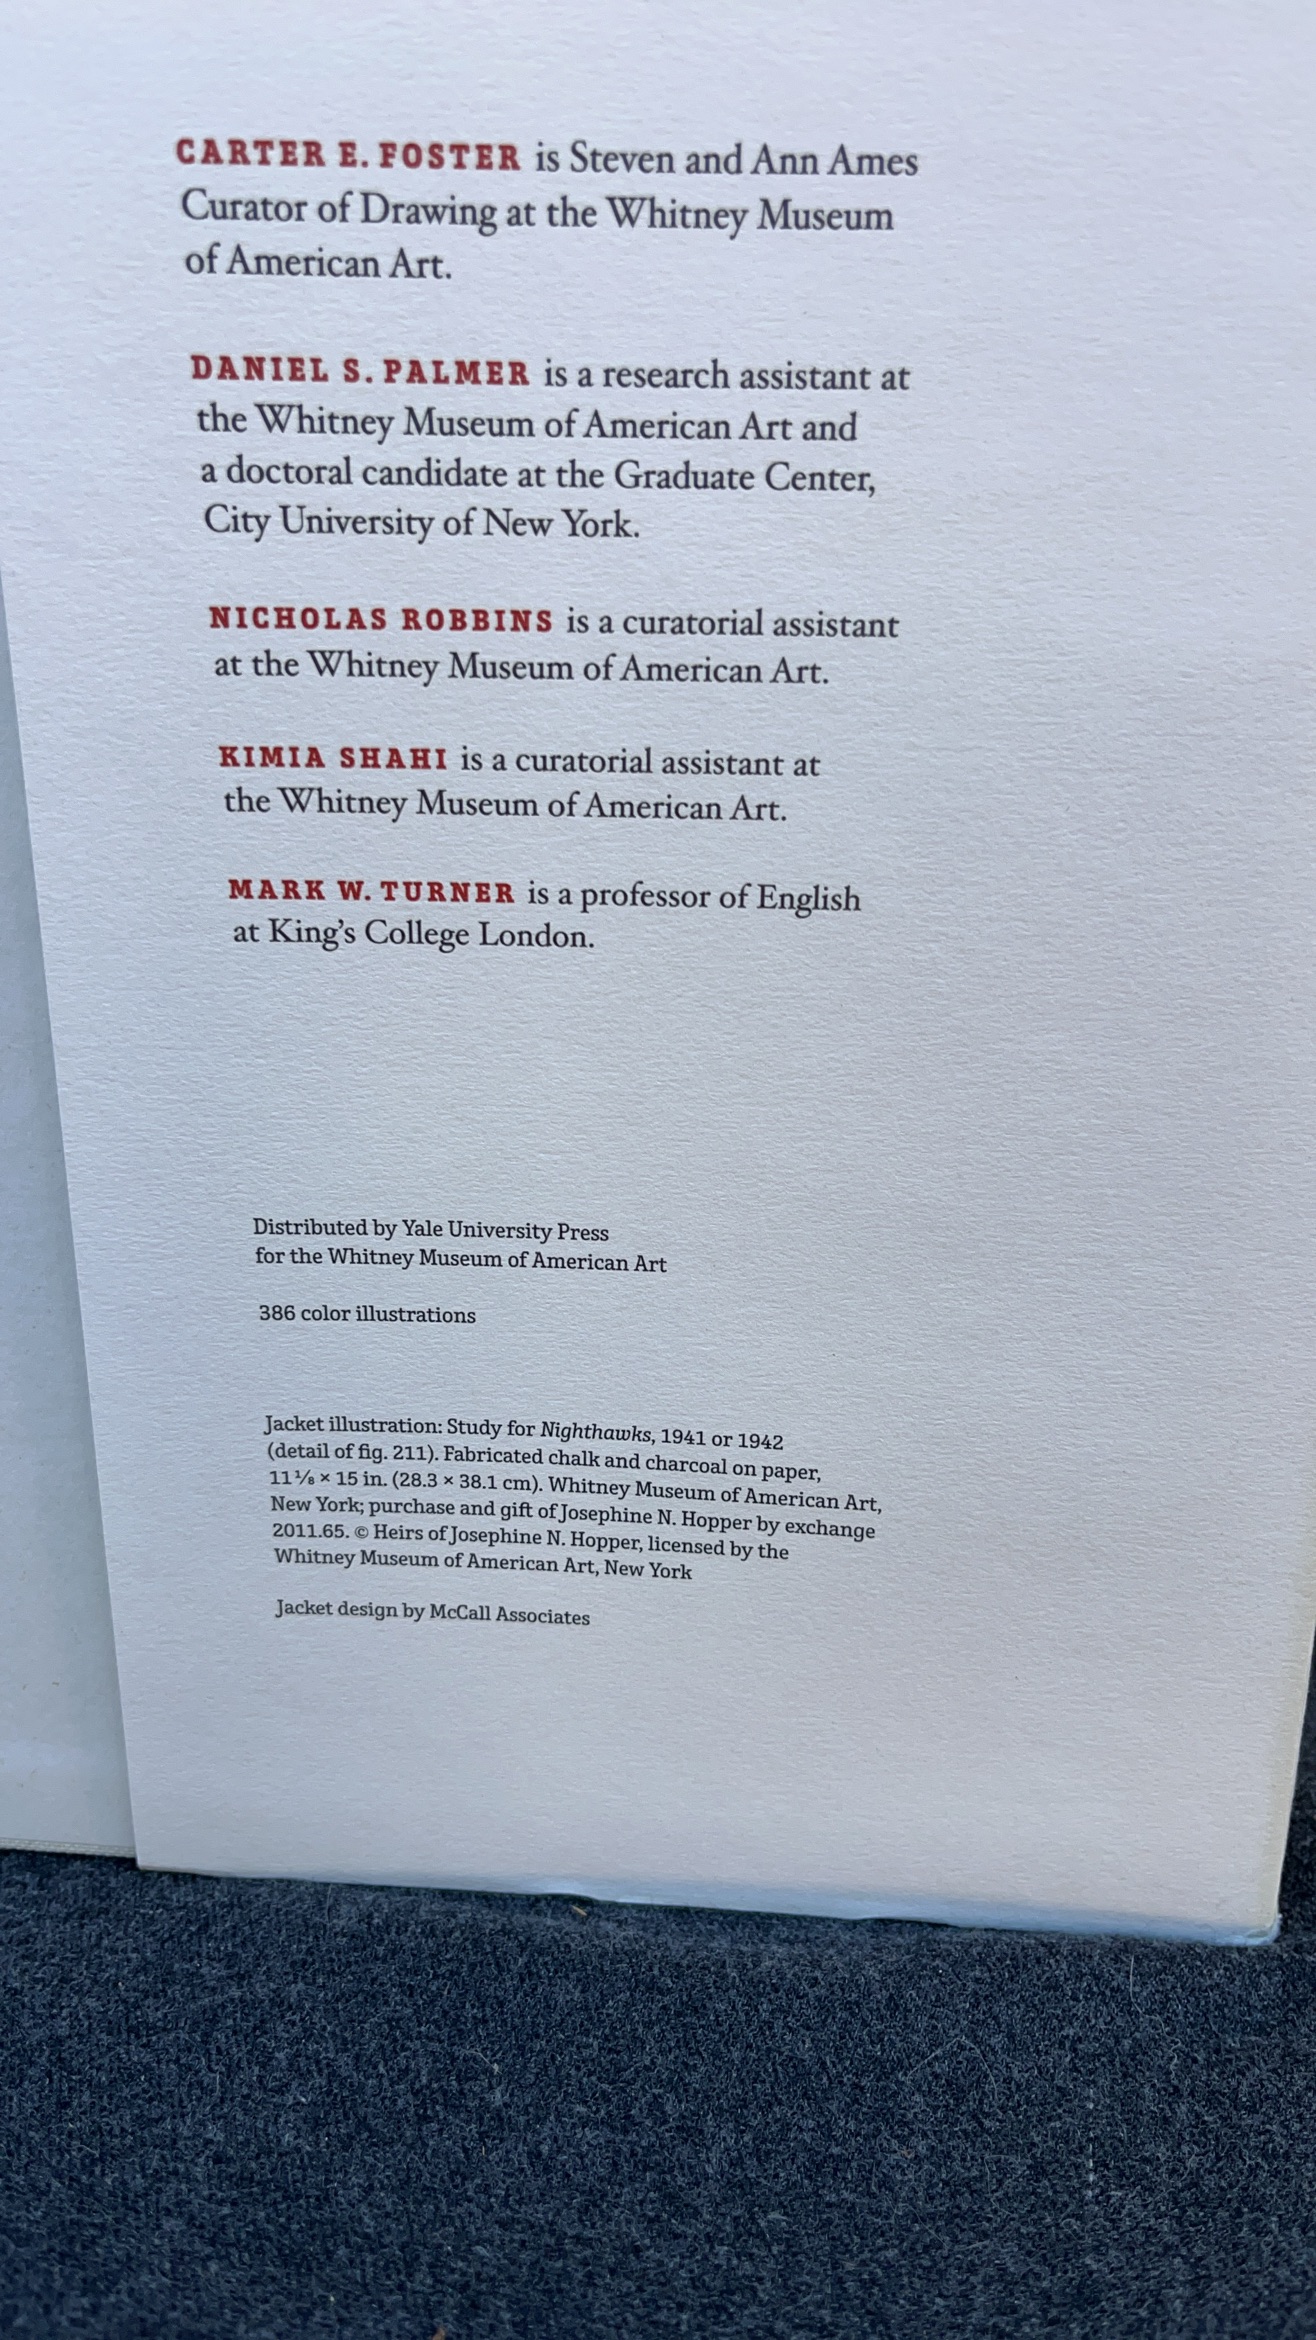 CARTER E. FOSTER is Steven and Ann Ames
Curator of Drawing at the Whitney Museum
of American Art.
DANIEL S. PALMER is a research assistant at
the Whitney Museum of American Art and
a doctoral candidate at the Graduate Center,
City University of New York.
NICHOLAS ROBBINS is a curatorial assistant
at the Whitney Museum of American Art.
KIMIA SHAHI is a curatorial assistant at
the Whitney Museum of American Art.
MARK W. TURNER is a professor of English
at King's College London.
Distributed by Yale University Press
for the Whitney Museum of American Art
386 color illustrations
Jacket illustration: Study for Nighthawks, 1941 or 1942
(detail of fig. 211). Fabricated chalk and charcoal on paper,
11 1/8 × 15 in. (28.3 × 38.1 cm). Whitney Museum of American Art,
New York; purchase and gift of Josephine N. Hopper by exchange
2011.65. © Heirs of Josephine N. Hopper, licensed by the
Whitney Museum of American Art, New York
Jacket design by McCall Associates